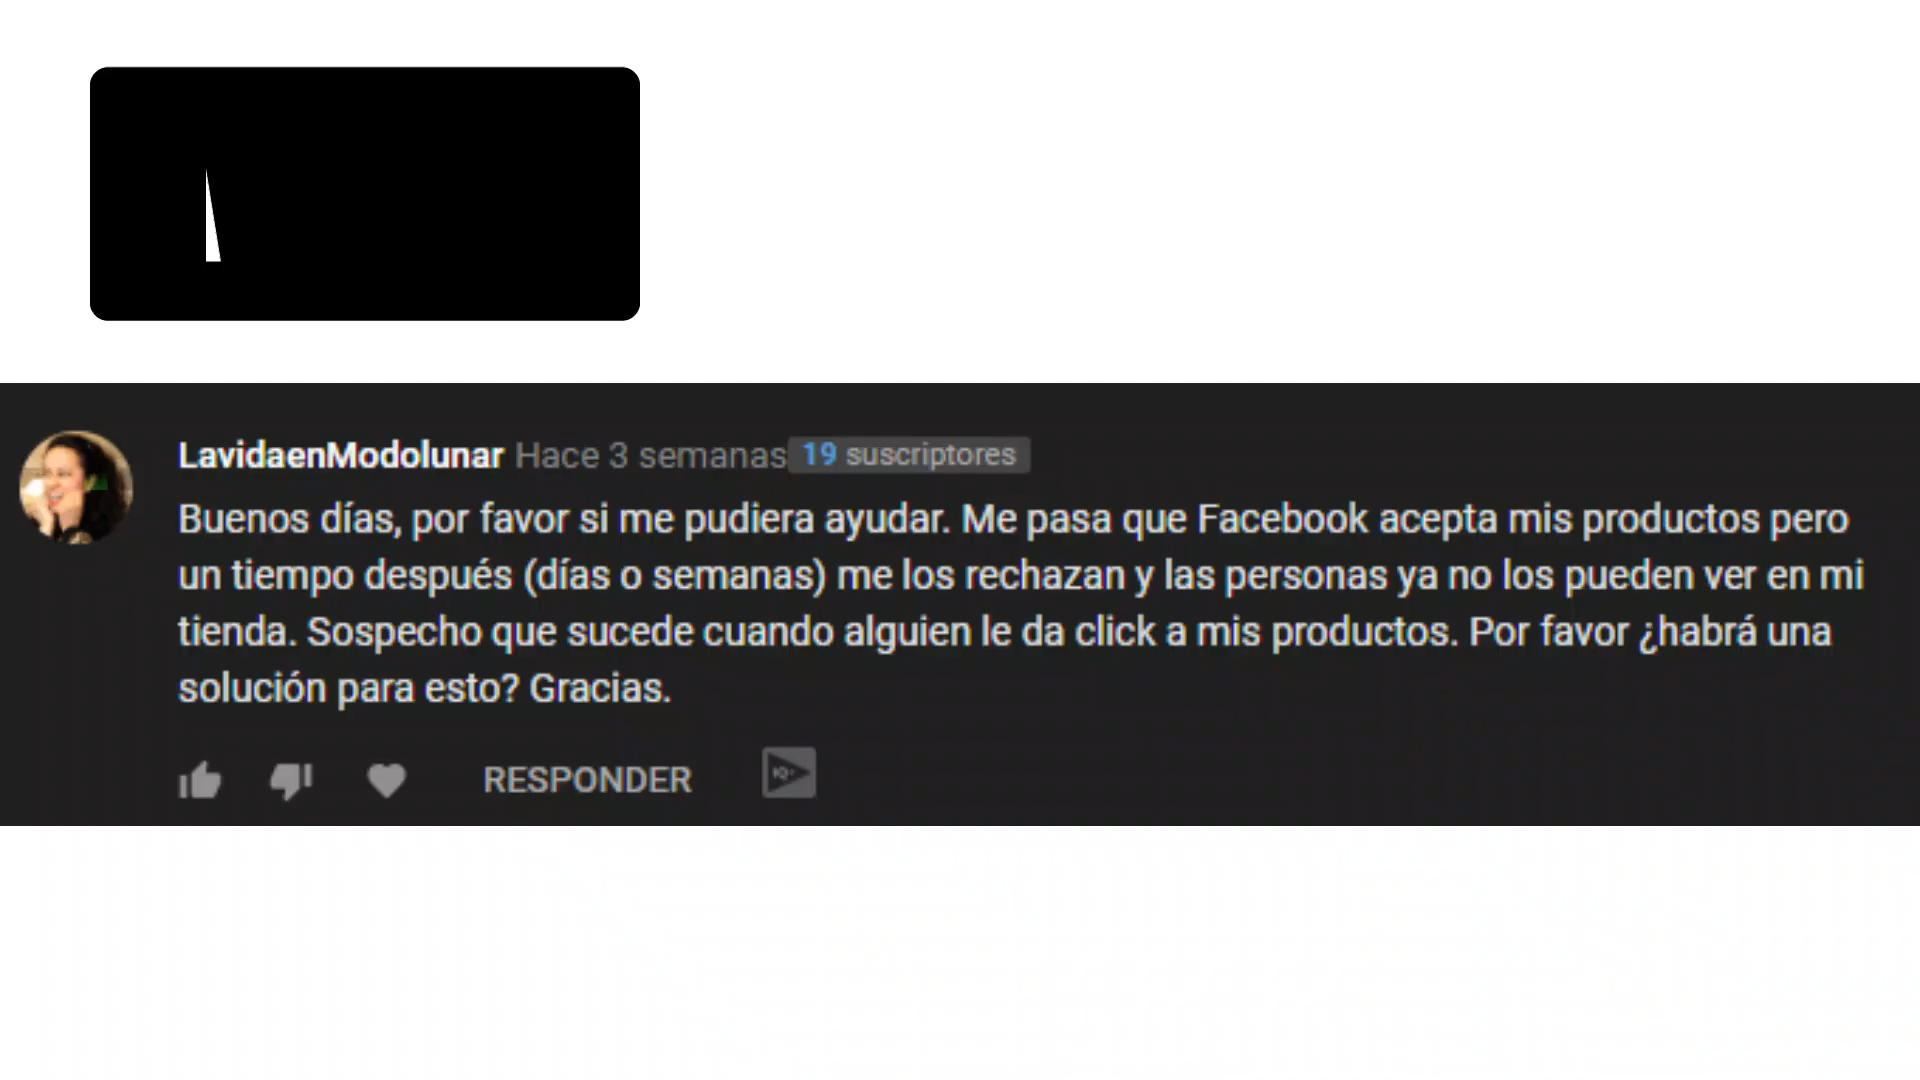 LavidaenModolunar Hace 3 semanas 19 suscriptores
Buenos días, por favor si me pudiera ayudar. Me pasa que Facebook acepta mis productos pero
un tiempo después (días o semanas) me los rechazan y las personas ya no los pueden ver en mi
tienda. Sospecho que sucede cuando alguien le da click a mis productos. Por favor ¿habrá una
solución para esto? Gracias.
RESPONDER